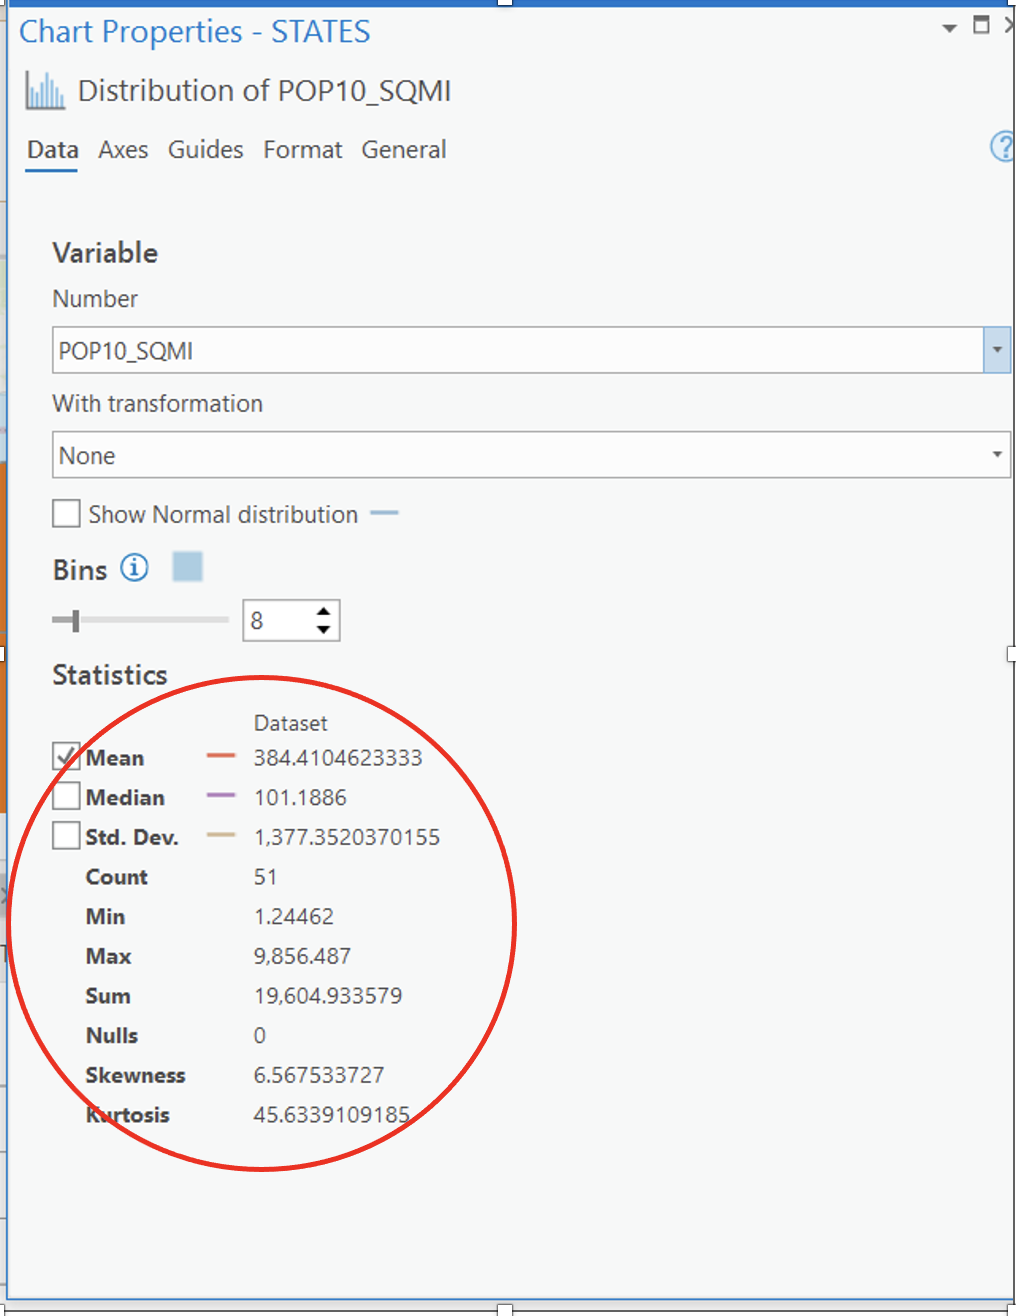 Chart Properties - STATES
Distribution of POP10_SQMI
Data Axes Guides Format General
Variable
Number
POP10_SQMI
With transformation
None
Show Normal distribution
Bins
8
Statistics
Dataset
Mean 384.4104623333
Median 101.1886
Std. Dev. 1,377.3520370155
Count 51
Min 1.24462
Max 9,856.487
Sum 19,604.933579
Nulls 0
Skewness 6.567533727
Kurtosis 45.6339109185